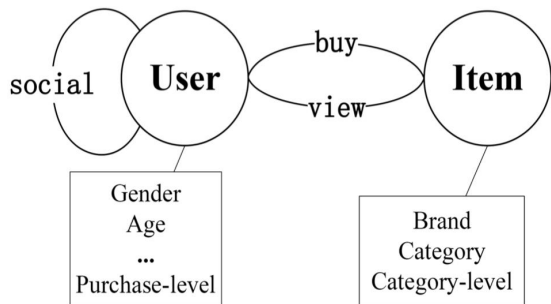 buy
social
User
Item
view
Gender
Age
...
Purchase-level
Brand
Category
Category-level